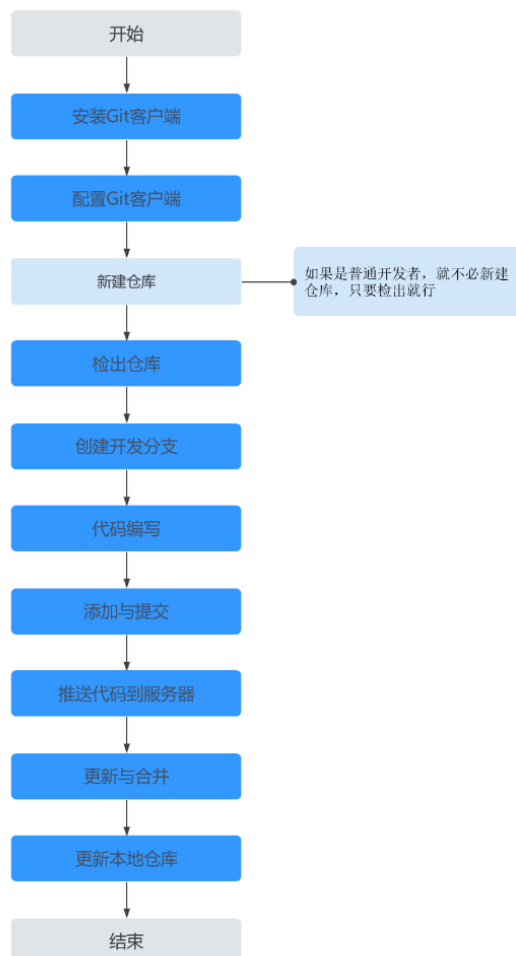 开始
安装Git客户端
配置Git客户端
新建仓库
如果是普通开发者，就不必新建
仓库，只要检出就行
检出仓库
创建开发分支
代码编写
添加与提交
推送代码到服务器
更新与合并
更新本地仓库
结束